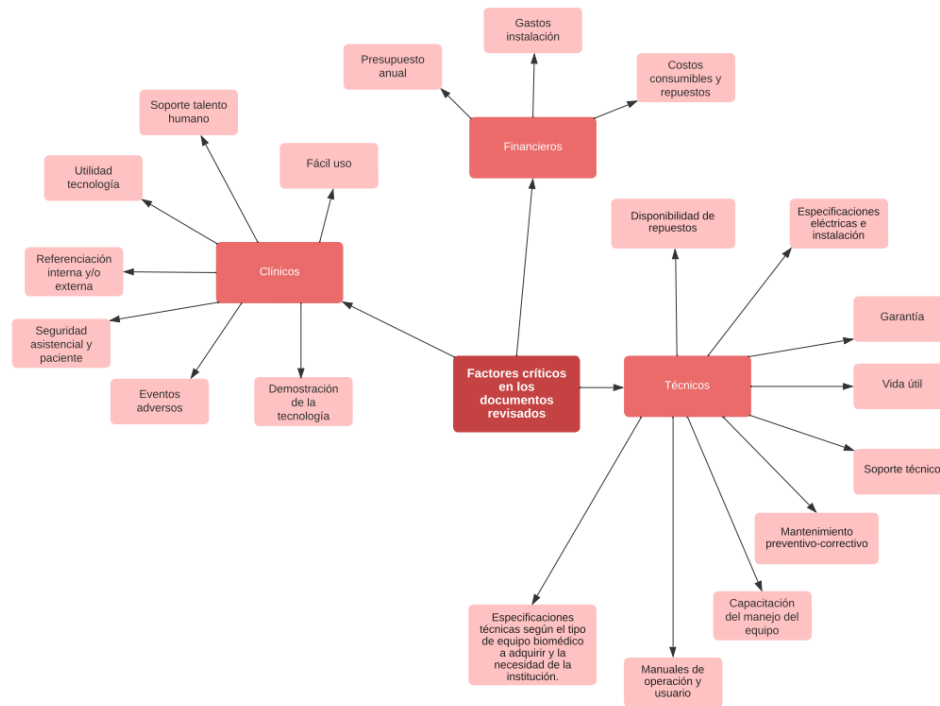 Gastos
instalación
Presupuesto
anual
Costos
consumibles y
repuestos
Financieros
Soporte talento
humano
Fácil uso
Utilidad
tecnología
Referenciación
interna y/o
externa
Clínicos
Seguridad
asistencial y
paciente
Eventos
adversos
Demostración
de la
tecnología
Factores críticos
en los
documentos
revisados
Disponibilidad de
repuestos
Especificaciones
eléctricas e
instalación
Garantía
Técnicos
Vida útil
Soporte técnico
Mantenimiento
preventivo-correctivo
Capacitación
del manejo del
equipo
Manuales de
operación y
usuario
Especificaciones
técnicas según el tipo
de equipo biomédico
a adquirir y la
necesidad de la
institución.